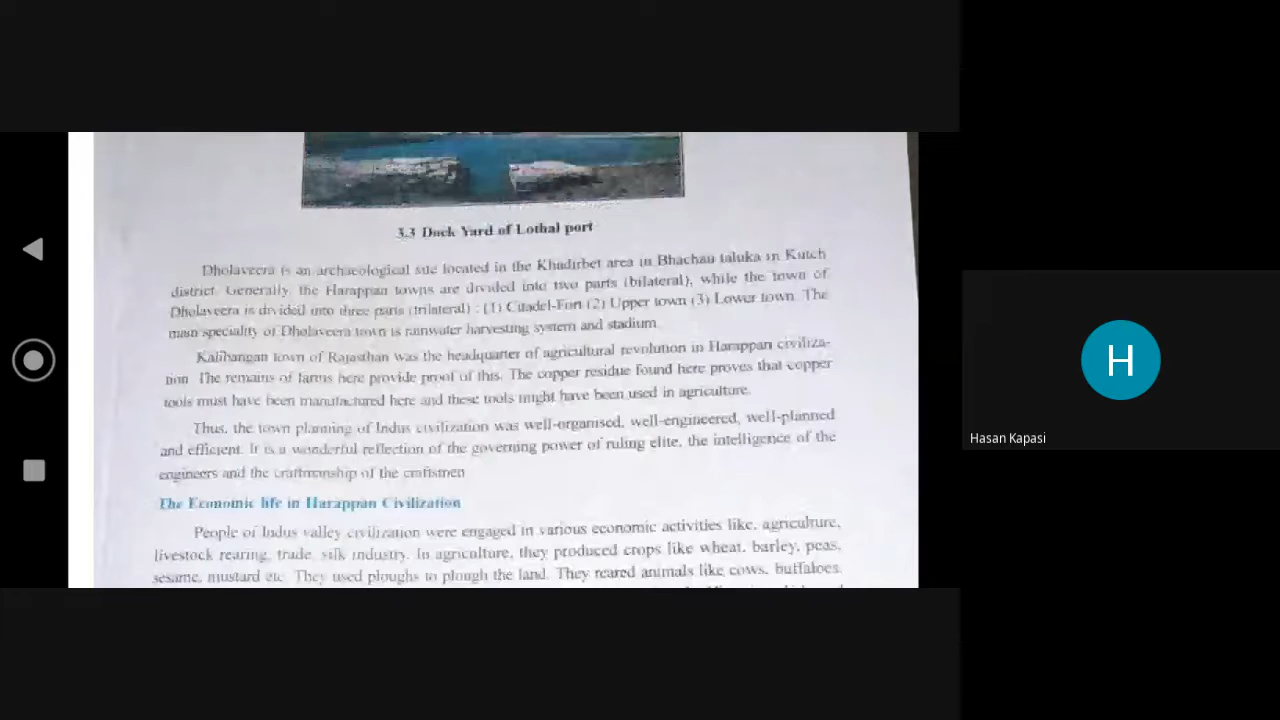 3.3 Dock Yard of Lothal port
Dholaveera is an archaeological site located in the Khadirbet area in Bhachau taluka in Kutch
district. Generally, the Harappan towns are divided into two parts (bilateral), while the town of
Dholaveera is divided into three parts (trilateral) : (1) Citadel-Fort (2) Upper town (3) Lower town. The
main speciality of Dholaveera town is rainwater harvesting system and stadium.
Kalibangan town of Rajasthan was the headquarter of agricultural revolution in Harappan civiliza-
tion. The remains of farms here provide proof of this. The copper residue found here proves that copper
tools must have been manufactured here and these tools might have been used in agriculture.
Thus, the town planning of Indus civilization was well-organised, well-engineered, well-planned
and efficient. It is a wonderful reflection of the governing power of ruling elite, the intelligence of the
engineers and the craftmanship of the craftsmen
The Economic life in Harappan Civilization
People of Indus valley civilization were engaged in various economic activities like, agriculture,
livestock rearing, trade, silk industry. In agriculture, they produced crops like wheat, barley, peas,
sesame, mustard etc. They used ploughs to plough the land. They reared animals like cows, buffaloes,
H
Hasan Kapasi